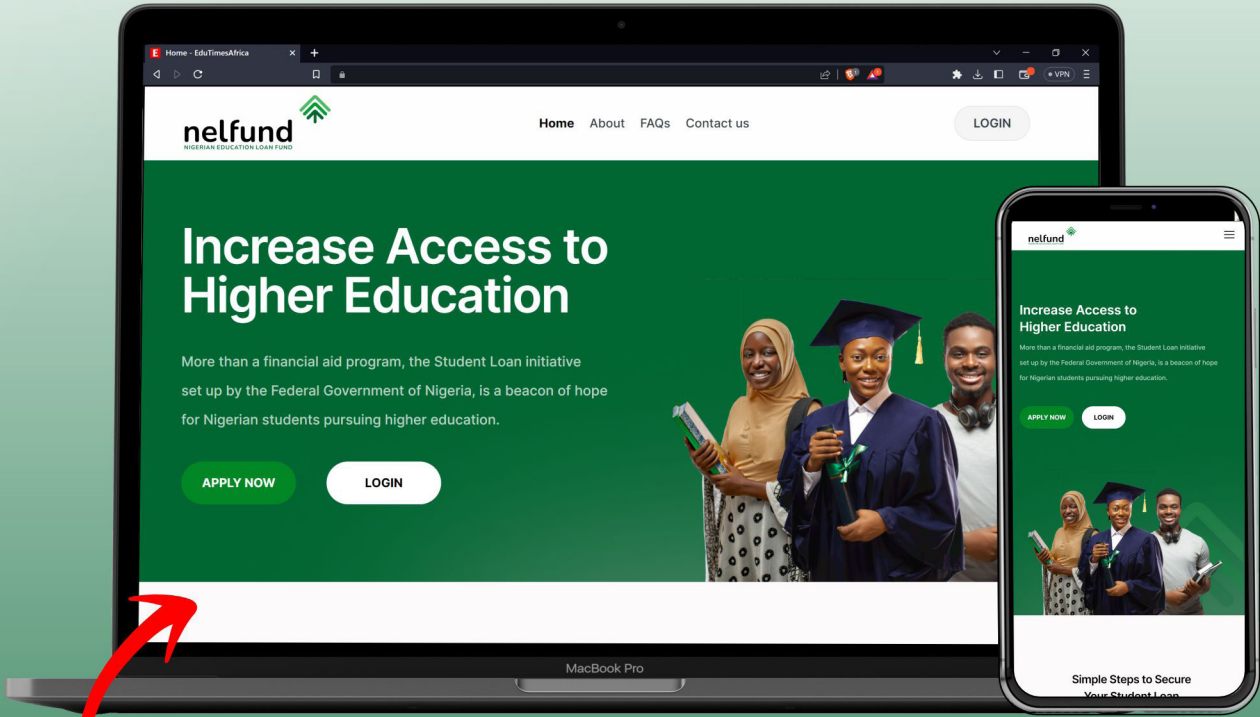 Home - EduTimesAfrica
VPN
nelfund
NIGERIAN EDUCATION LOAN FUND
Home About FAQs Contact us
LOGIN
Increase Access to
Higher Education
More than a financial aid program, the Student Loan initiative
set up by the Federal Government of Nigeria, is a beacon of hope
for Nigerian students pursuing higher education.
APPLY NOW LOGIN
MacBook Pro
nelfund
Increase Access to
Higher Education
More than a financial aid program, the Student Loan initiative
set up by the Federal Government of Nigeria, is a beacon of hope
for Nigerian students pursuing higher education.
APPLY NOW LOGIN
Simple Steps to Secure
Your Student Loan